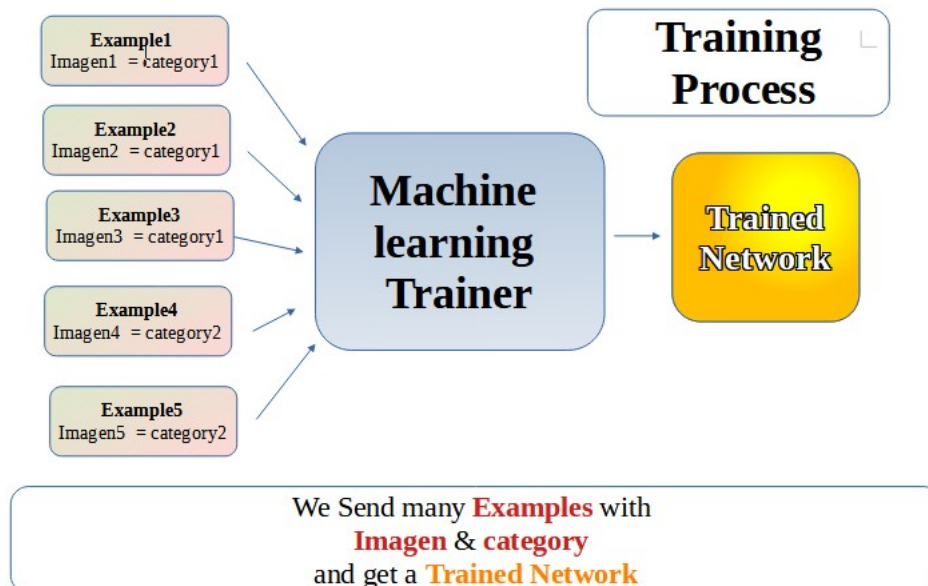 Example1
Imagen1 = category1
Example2
Imagen2 = category1
Example3
Imagen3 = category1
Example4
Imagen4 = category2
Example5
Imagen5 = category2
Machine
learning
Trainer
Training
Process
Trained
Network
We Send many Examples with
Imagen & category
and get a Trained Network